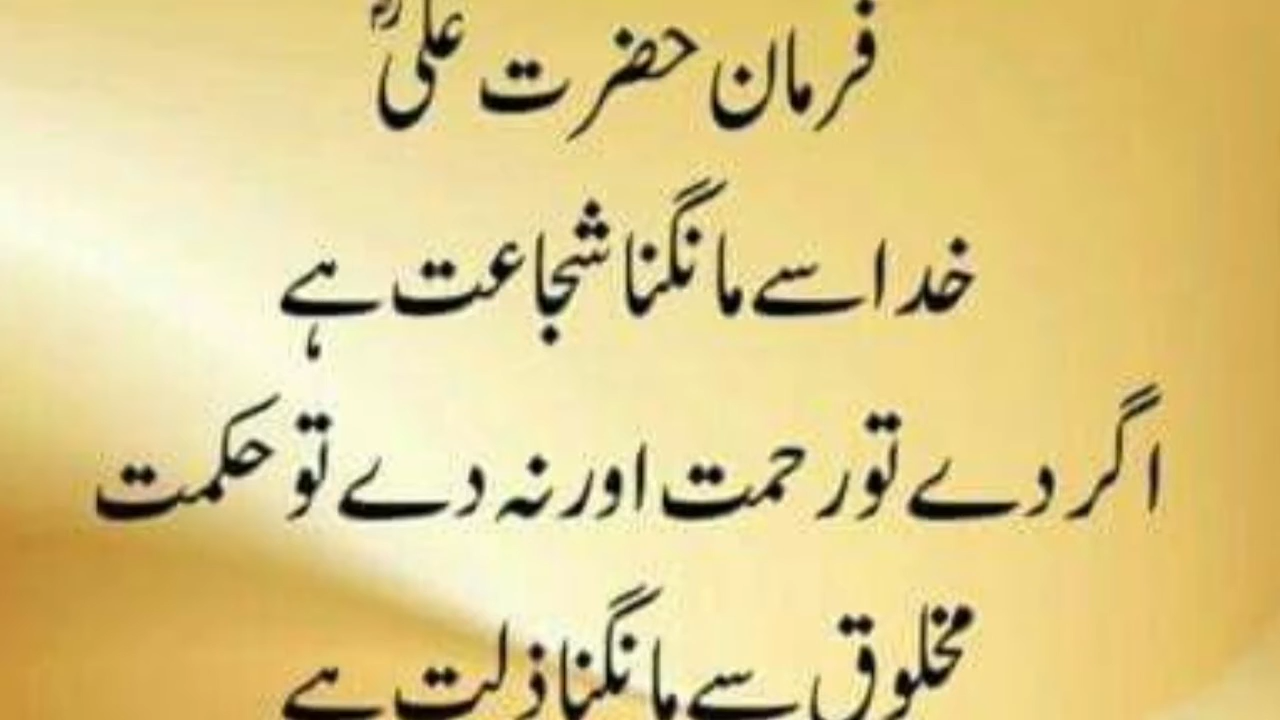 فرمان حضرت علیؓ
خدا سے مانگنا شجاعت ہے
اگر دے تو رحمت اور نہ دے تو حکمت
مخلوق سے مانگنا ذلت ہے